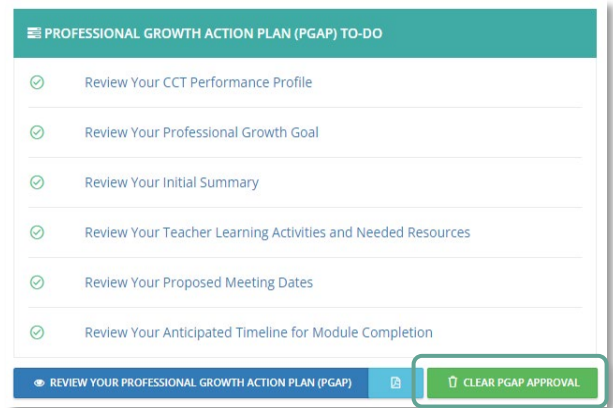 PROFESSIONAL GROWTH ACTION PLAN (PGAP) TO-DO
Review Your CCT Performance Profile
Review Your Professional Growth Goal
Review Your Initial Summary
Review Your Teacher Learning Activities and Needed Resources
Review Your Proposed Meeting Dates
Review Your Anticipated Timeline for Module Completion
REVIEW YOUR PROFESSIONAL GROWTH ACTION PLAN (PGAP) CLEAR PGAP APPROVAL